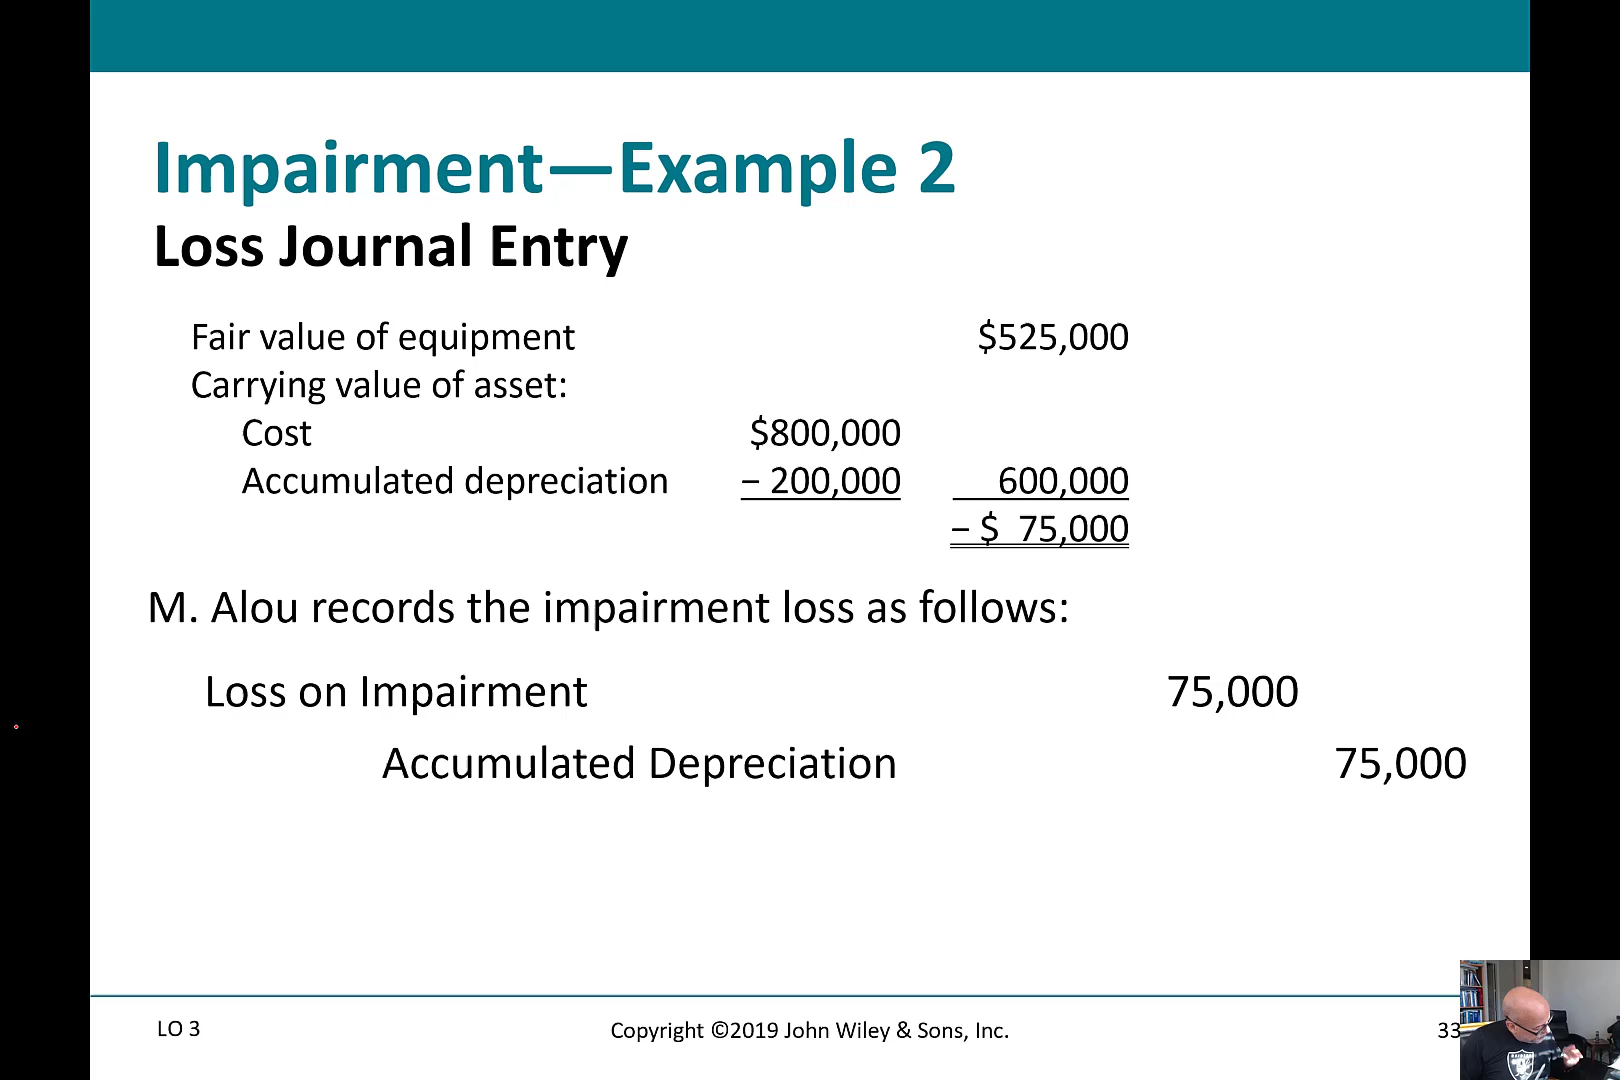 Impairment—Example 2
Loss Journal Entry
Fair value of equipment $525,000
Carrying value of asset:
Cost $800,000
Accumulated depreciation − 200,000 600,000
− $ 75,000
M. Alou records the impairment loss as follows:
Loss on Impairment 75,000
Accumulated Depreciation 75,000
LO 3 Copyright ©2019 John Wiley & Sons, Inc. 33
RAIDERS